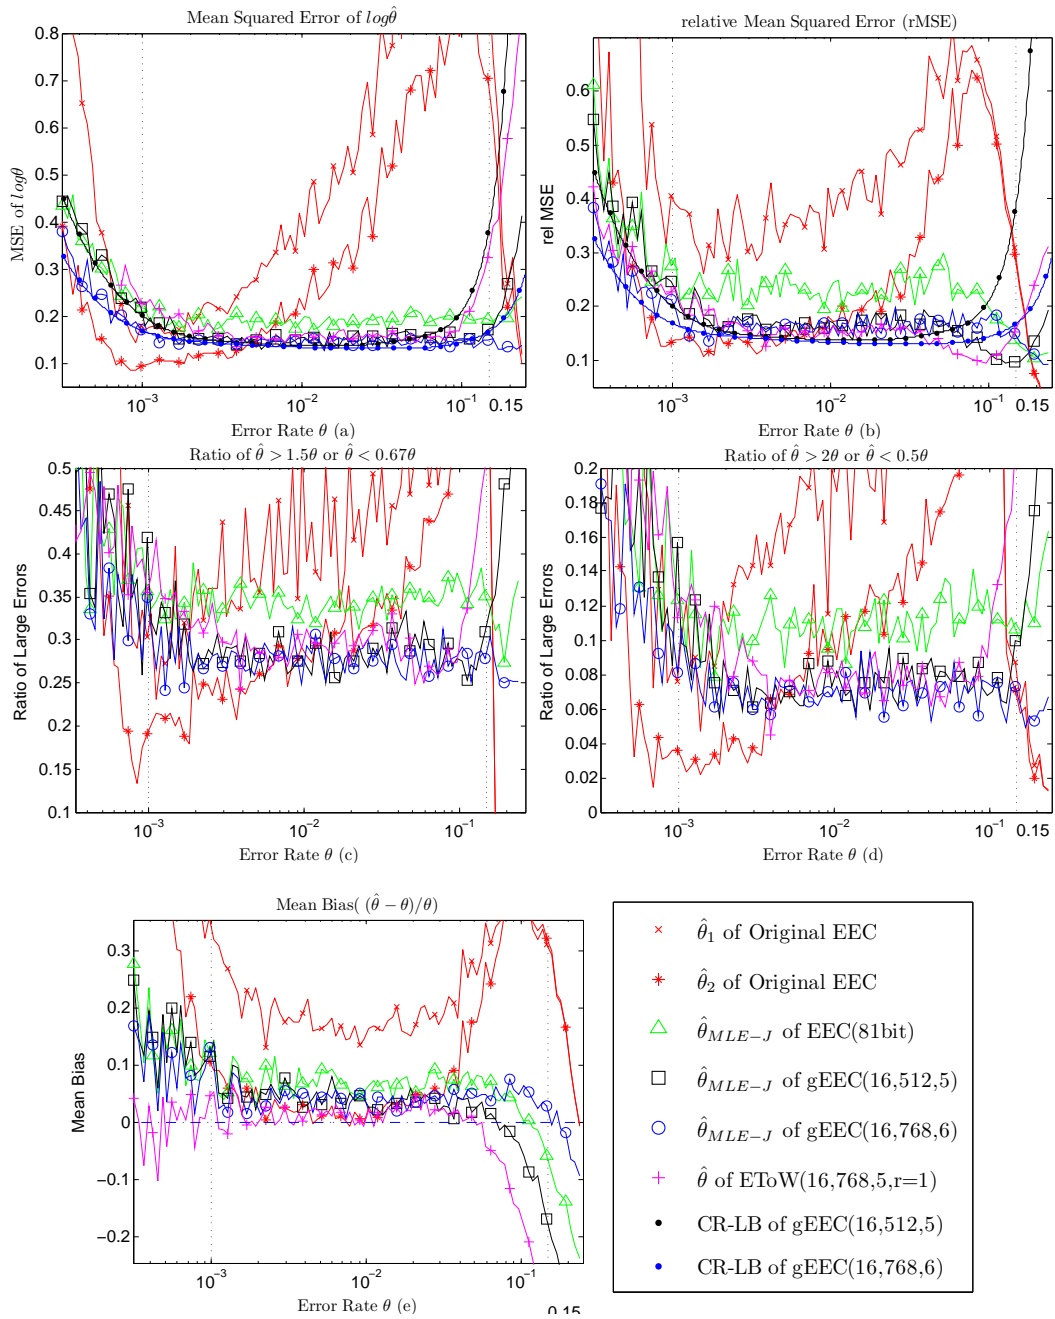 Mean Squared Error of log θ̂
0.8
0.7
0.6
0.5
0.4
0.3
0.2
0.1
MSE of logθ
10⁻³
10⁻²
10⁻¹
0.15
Error Rate θ (a)
relative Mean Squared Error (rMSE)
0.6
0.5
0.4
0.3
0.2
0.1
rel MSE
10⁻³
10⁻²
10⁻¹
0.15
Error Rate θ (b)
Ratio of θ̂ > 1.5θ or θ̂ < 0.67θ
0.5
0.45
0.4
0.35
0.3
0.25
0.2
0.15
0.1
Ratio of Large Errors
10⁻³
10⁻²
10⁻¹
Error Rate θ (c)
Ratio of θ̂ > 2θ or θ̂ < 0.5θ
0.2
0.18
0.16
0.14
0.12
0.1
0.08
0.06
0.04
0.02
0
Ratio of Large Errors
10⁻³
10⁻²
10⁻¹
0.15
Error Rate θ (d)
Mean Bias( (θ̂ − θ)/θ)
0.3
0.2
0.1
0
−0.1
−0.2
Mean Bias
10⁻³
10⁻²
10⁻¹
Error Rate θ (e)
0.15
θ̂₁ of Original EEC
θ̂₂ of Original EEC
θ̂_{MLE−J} of EEC(81bit)
θ̂_{MLE−J} of gEEC(16,512,5)
θ̂_{MLE−J} of gEEC(16,768,6)
θ̂ of EToW(16,768,5,r=1)
CR-LB of gEEC(16,512,5)
CR-LB of gEEC(16,768,6)